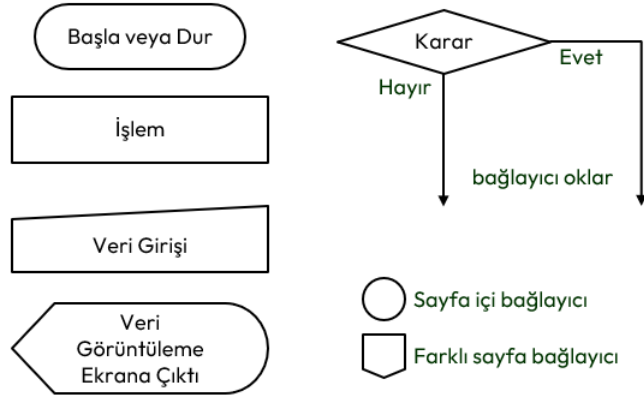 Başla veya Dur
İşlem
Veri Girişi
Veri
Görüntüleme
Ekrana Çıktı
Karar
Evet
Hayır
bağlayıcı oklar
Sayfa içi bağlayıcı
Farklı sayfa bağlayıcı